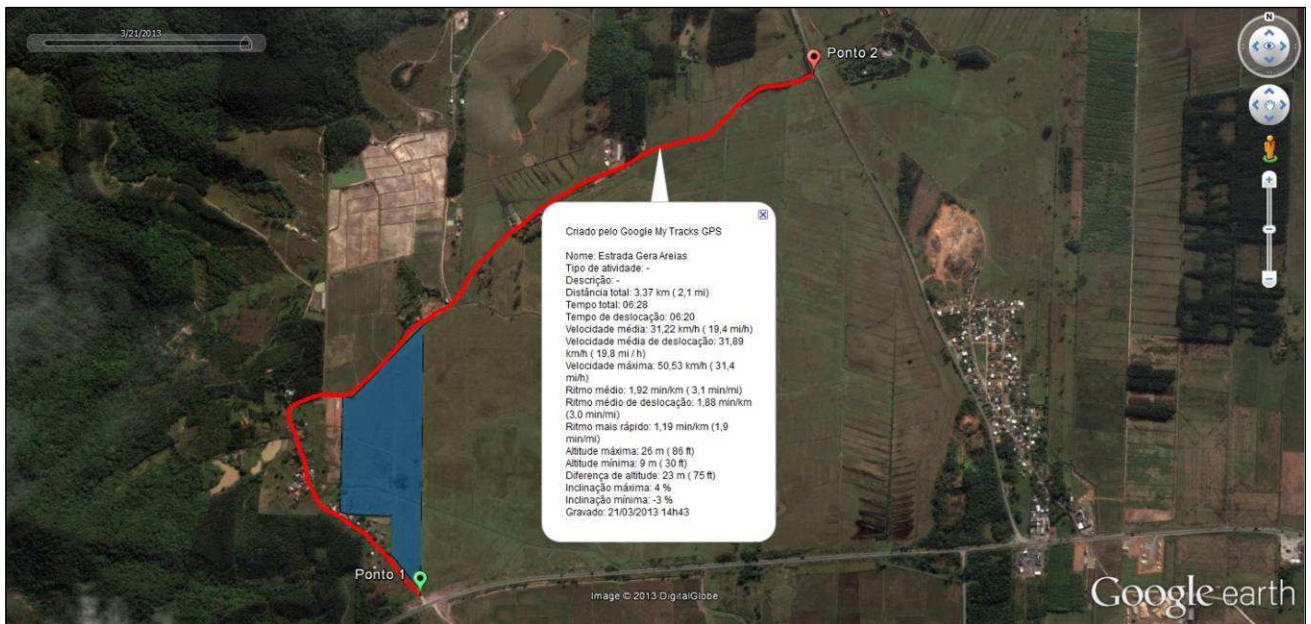 3/21/2013
N
Ponto 2
Criado pelo Google My Tracks GPS
Nome: Estrada Gera Areias
Tipo de atividade: -
Descrição: -
Distância total: 3,37 km ( 2,1 mi)
Tempo total: 06:28
Tempo de deslocação: 06:20
Velocidade média: 31,22 km/h ( 19,4 mi/h)
Velocidade média de deslocação: 31,89
km/h ( 19,8 mi / h)
Velocidade máxima: 50,53 km/h ( 31,4
mi/h)
Ritmo médio: 1,92 min/km ( 3,1 min/mi)
Ritmo médio de deslocação: 1,88 min/km
(3,0 min/mi)
Ritmo mais rápido: 1,19 min/km (1,9
min/mi)
Altitude máxima: 26 m ( 86 ft)
Altitude mínima: 9 m ( 30 ft)
Diferença de altitude: 23 m ( 75 ft)
Inclinação máxima: 4 %
Inclinação mínima: -3 %
Gravado: 21/03/2013 14h43
Ponto 1
Image © 2013 DigitalGlobe
Google earth